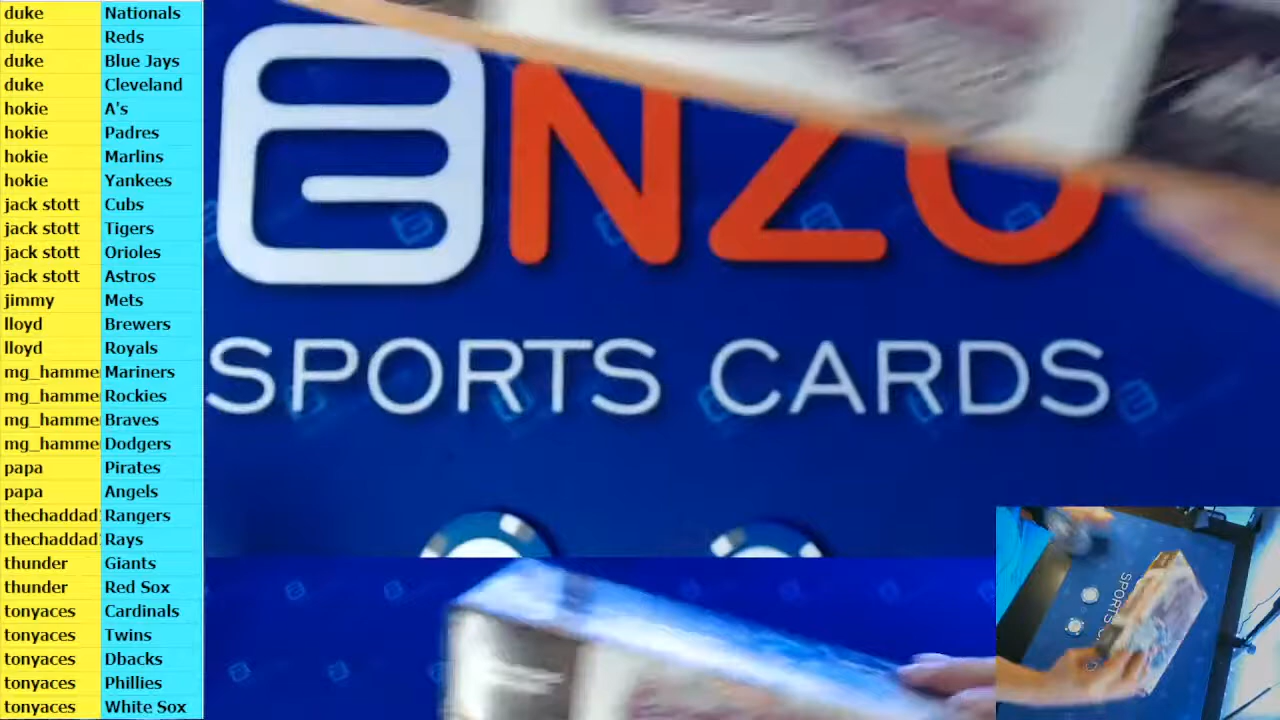 duke Nationals
duke Reds
duke Blue Jays
duke Cleveland
hokie A's
hokie Padres
hokie Marlins
hokie Yankees
jack stott Cubs
jack stott Tigers
jack stott Orioles
jack stott Astros
jimmy Mets
lloyd Brewers
lloyd Royals
mg_hamme Mariners
mg_hamme Rockies
mg_hamme Braves
mg_hamme Dodgers
papa Pirates
papa Angels
thechaddad Rangers
thechaddad Rays
thunder Giants
thunder Red Sox
tonyaces Cardinals
tonyaces Twins
tonyaces Dbacks
tonyaces Phillies
tonyaces White Sox
ENZO
SPORTS CARDS
SPORTS C